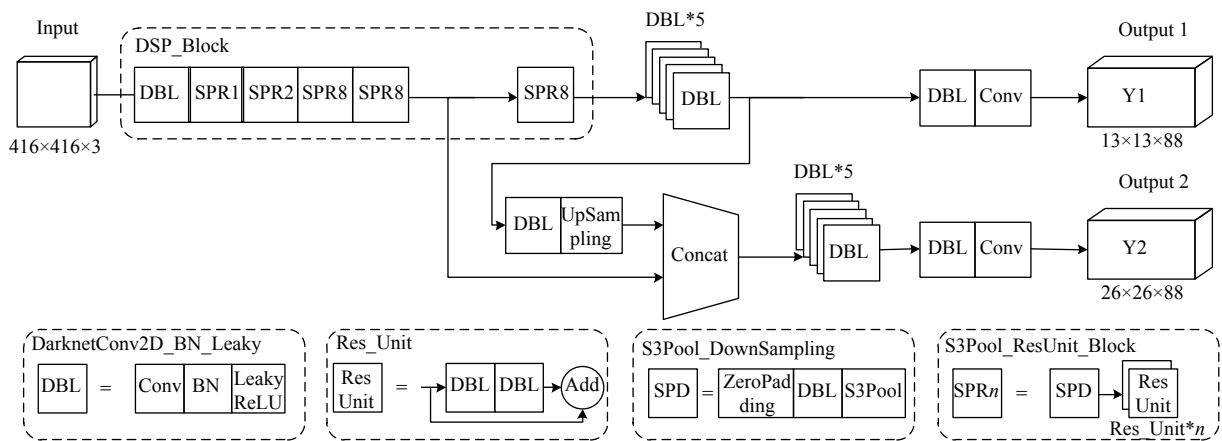 Input
DSP_Block
DBL*5
Output 1
DBL
SPR1
SPR2
SPR8
SPR8
SPR8
DBL
DBL
Conv
Y1
416×416×3
13×13×88
DBL*5
Output 2
DBL
UpSam
pling
Concat
DBL
DBL
Conv
Y2
26×26×88
DarknetConv2D_BN_Leaky
DBL
=
Conv
BN
Leaky
ReLU
Res_Unit
Res
Unit
=
DBL
DBL
Add
S3Pool_DownSampling
SPD
=
ZeroPad
ding
DBL
S3Pool
S3Pool_ResUnit_Block
SPRn
=
SPD
Res
Unit
Res_Unit*n